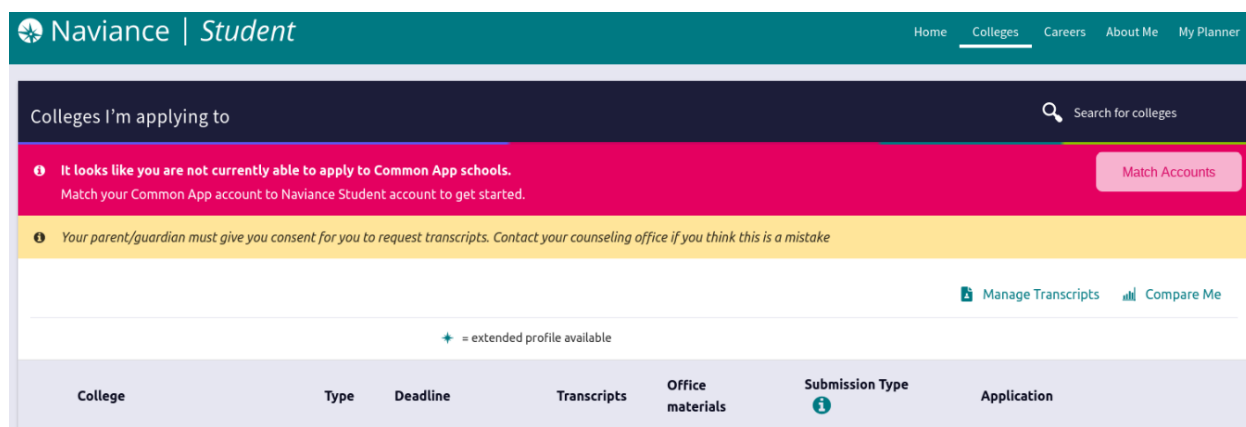 Naviance | Student
Home Colleges Careers About Me My Planner
Colleges I'm applying to
Search for colleges
It looks like you are not currently able to apply to Common App schools.
Match your Common App account to Naviance Student account to get started.
Match Accounts
Your parent/guardian must give you consent for you to request transcripts. Contact your counseling office if you think this is a mistake
Manage Transcripts Compare Me
= extended profile available
College Type Deadline Transcripts Office materials Submission Type Application